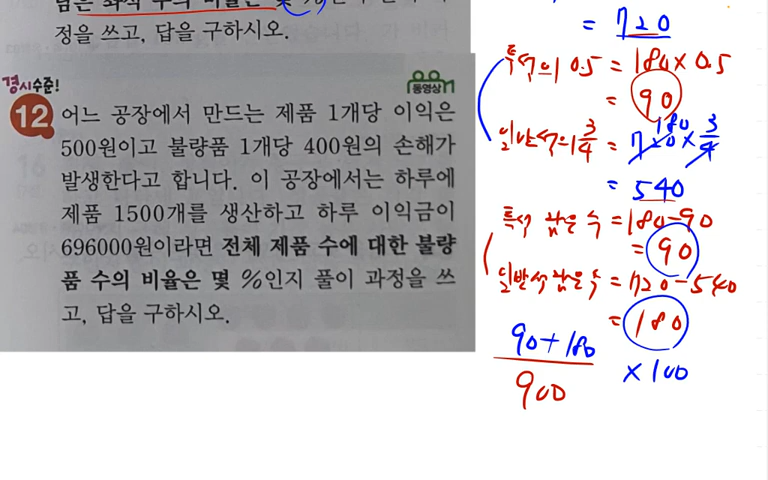 정을 쓰고, 답을 구하시오.
경시수준!
동영상
12 어느 공장에서 만드는 제품 1개당 이익은
500원이고 불량품 1개당 400원의 손해가
발생한다고 합니다. 이 공장에서는 하루에
제품 1500개를 생산하고 하루 이익금이
696000원이라면 전체 제품 수에 대한 불량
품 수의 비율은 몇 %인지 풀이 과정을 쓰
고, 답을 구하시오.
= 720
특석의 0.5 = 180 × 0.5
= 90
일반석의 3/4 = 720 × 3/4
180
= 540
특석 남은 수 = 180 - 90
= 90
일반석 남은 수 = 720 - 540
= 180
90 + 180
900
× 100